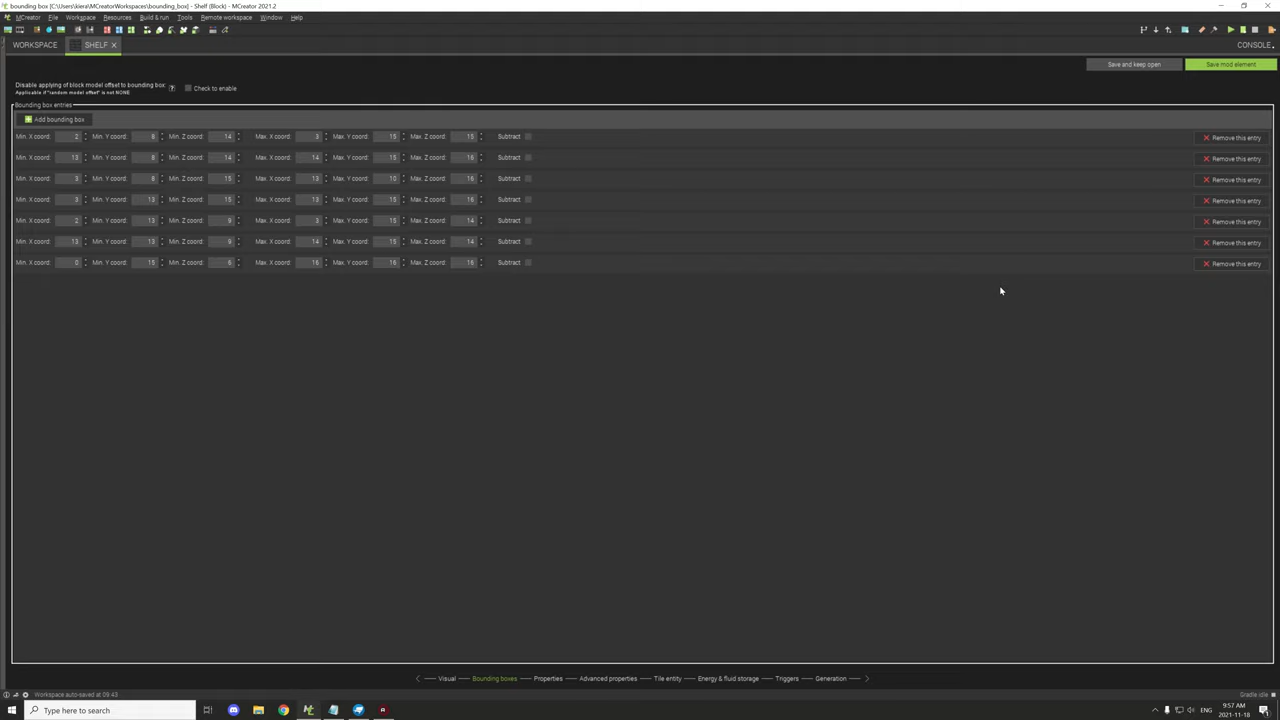 bounding box [C:\Users\kiera\MCreatorWorkspaces\bounding_box] - Shelf (Block) - MCreator 2021.2
MCreator File Workspace Resources Build & run Tools Remote workspace Window Help
WORKSPACE SHELF CONSOLE
Save and keep open Save mod element
Disable applying of block model offset to bounding box: ? Check to enable
Applicable if "random model offset" is not NONE
Bounding box entries
Add bounding box
Min. X coord: 2 Min. Y coord: 8 Min. Z coord: 14 Max. X coord: 3 Max. Y coord: 15 Max. Z coord: 15 Subtract Remove this entry
Min. X coord: 13 Min. Y coord: 8 Min. Z coord: 14 Max. X coord: 14 Max. Y coord: 15 Max. Z coord: 16 Subtract Remove this entry
Min. X coord: 3 Min. Y coord: 8 Min. Z coord: 15 Max. X coord: 13 Max. Y coord: 10 Max. Z coord: 16 Subtract Remove this entry
Min. X coord: 3 Min. Y coord: 13 Min. Z coord: 15 Max. X coord: 13 Max. Y coord: 15 Max. Z coord: 16 Subtract Remove this entry
Min. X coord: 2 Min. Y coord: 13 Min. Z coord: 9 Max. X coord: 3 Max. Y coord: 15 Max. Z coord: 14 Subtract Remove this entry
Min. X coord: 13 Min. Y coord: 13 Min. Z coord: 9 Max. X coord: 14 Max. Y coord: 15 Max. Z coord: 14 Subtract Remove this entry
Min. X coord: 0 Min. Y coord: 15 Min. Z coord: 6 Max. X coord: 16 Max. Y coord: 16 Max. Z coord: 16 Subtract Remove this entry
Visual Bounding boxes Properties Advanced properties Tile entity Energy & fluid storage Triggers Generation
Workspace auto-saved at 09:43 Gradle idle
Type here to search ENG 9:57 AM
2021-11-18